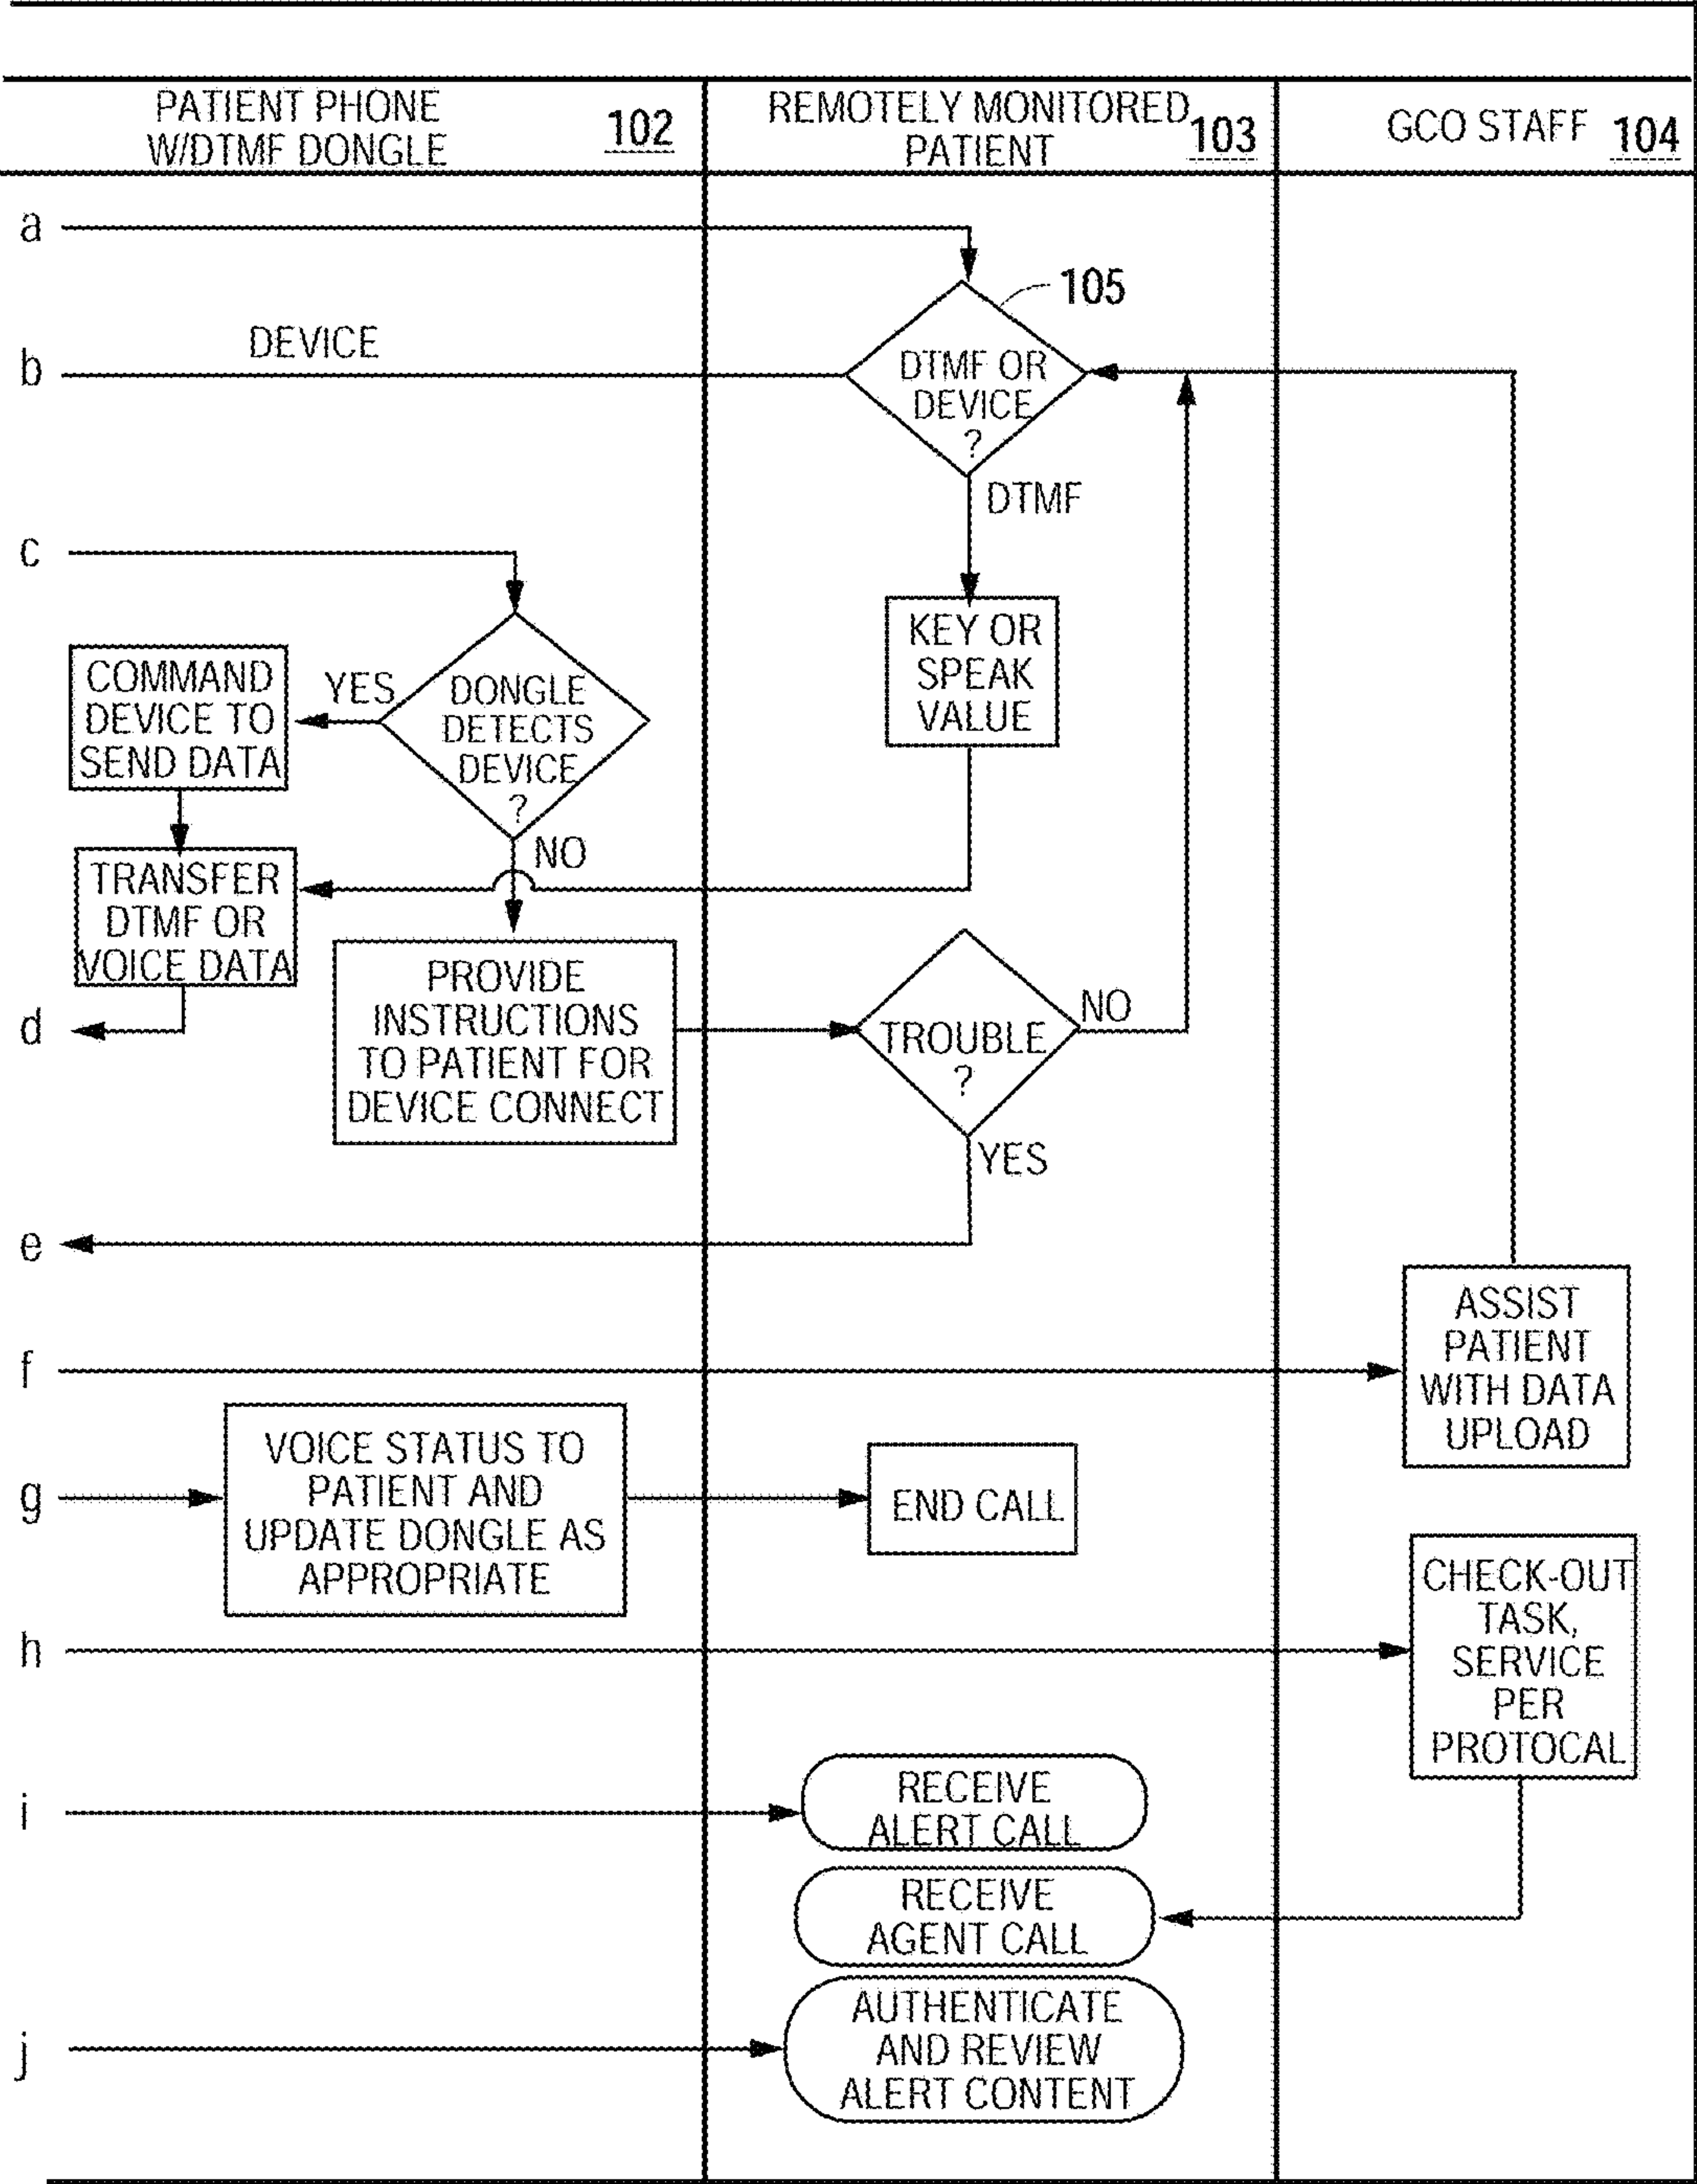 PATIENT PHONE
W/DTMF DONGLE
102
REMOTELY MONITORED
PATIENT
103
GCO STAFF 104
a
105
DEVICE
b
DTMF OR
DEVICE
?
DTMF
c
KEY OR
SPEAK
VALUE
COMMAND
DEVICE TO
SEND DATA
YES
DONGLE
DETECTS
DEVICE
?
NO
TRANSFER
DTMF OR
VOICE DATA
d
PROVIDE
INSTRUCTIONS
TO PATIENT FOR
DEVICE CONNECT
TROUBLE
?
NO
YES
e
ASSIST
PATIENT
WITH DATA
UPLOAD
f
g
VOICE STATUS TO
PATIENT AND
UPDATE DONGLE AS
APPROPRIATE
END CALL
h
CHECK-OUT
TASK,
SERVICE
PER
PROTOCAL
i
RECEIVE
ALERT CALL
RECEIVE
AGENT CALL
j
AUTHENTICATE
AND REVIEW
ALERT CONTENT